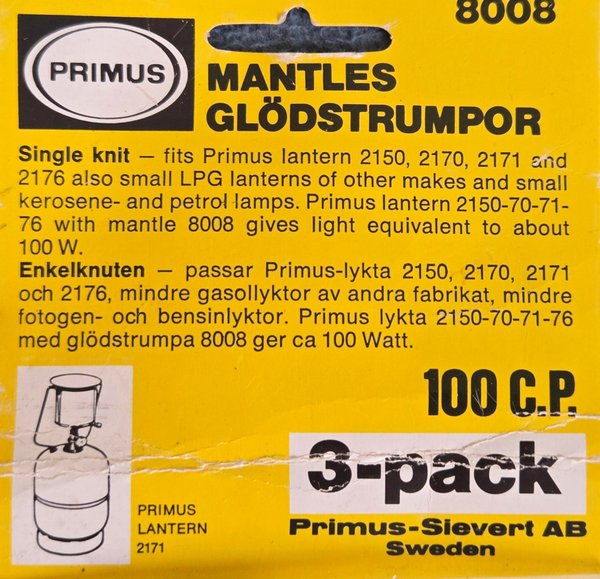 8008
PRIMUS
MANTLES
GLÖDSTRUMPOR
Single knit — fits Primus lantern 2150, 2170, 2171 and
2176 also small LPG lanterns of other makes and small
kerosene- and petrol lamps. Primus lantern 2150-70-71-
76 with mantle 8008 gives light equivalent to about
100 W.
Enkelknuten — passar Primus-lykta 2150, 2170, 2171
och 2176, mindre gasollyktor av andra fabrikat, mindre
fotogen- och bensinlyktor. Primus lykta 2150-70-71-76
med glödstrumpa 8008 ger ca 100 Watt.
100 C.P.
3-pack
PRIMUS
LANTERN
2171
Primus-Sievert AB
Sweden